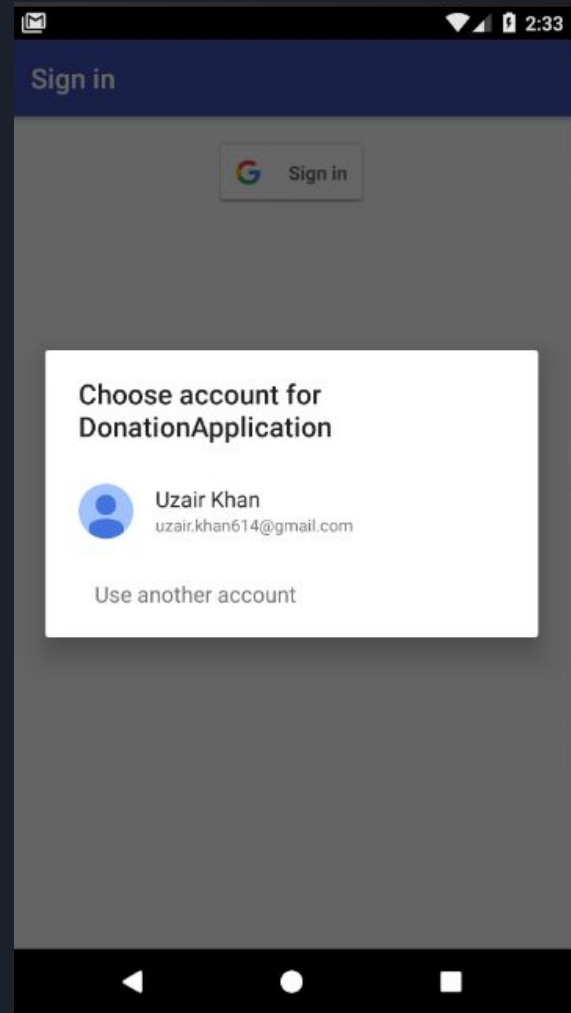 2:33
Sign in
Sign in
Choose account for
DonationApplication
Uzair Khan
uzair.khan614@gmail.com
Use another account